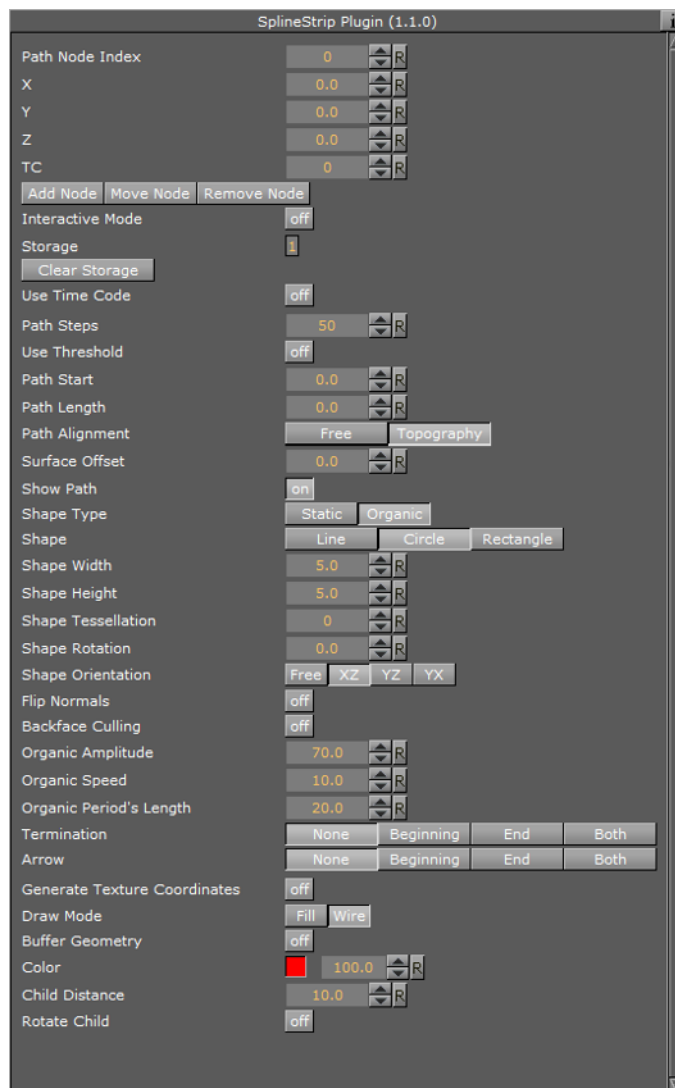 SplineStrip Plugin (1.1.0)
Path Node Index 0 R
X 0.0 R
Y 0.0 R
Z 0.0 R
TC 0 R
Add Node Move Node Remove Node
Interactive Mode off
Storage 1
Clear Storage
Use Time Code off
Path Steps 50 R
Use Threshold off
Path Start 0.0 R
Path Length 0.0 R
Path Alignment Free Topography
Surface Offset 0.0 R
Show Path on
Shape Type Static Organic
Shape Line Circle Rectangle
Shape Width 5.0 R
Shape Height 5.0 R
Shape Tessellation 0 R
Shape Rotation 0.0 R
Shape Orientation Free XZ YZ YX
Flip Normals off
Backface Culling off
Organic Amplitude 70.0 R
Organic Speed 10.0 R
Organic Period's Length 20.0 R
Termination None Beginning End Both
Arrow None Beginning End Both
Generate Texture Coordinates off
Draw Mode Fill Wire
Buffer Geometry off
Color 100.0 R
Child Distance 10.0 R
Rotate Child off